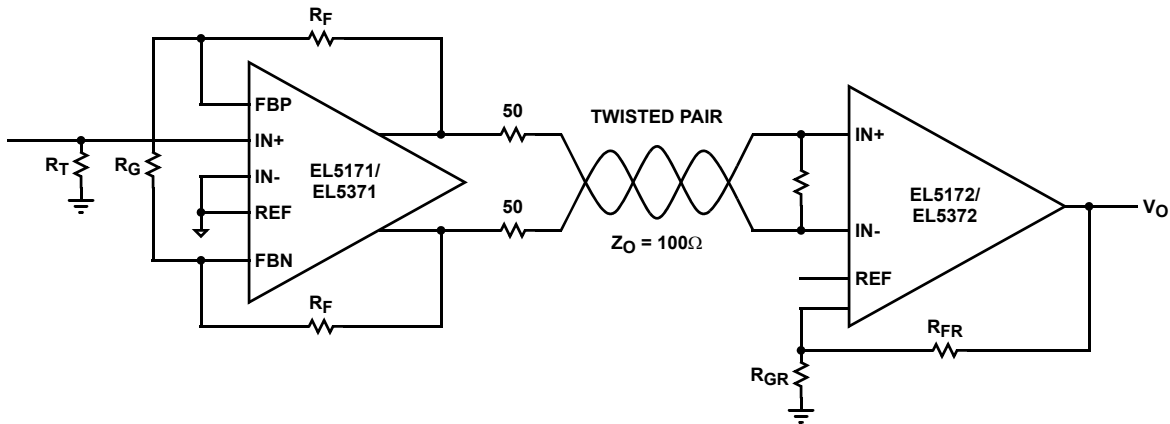 RF
FBP
IN+
RT
RG
IN-
REF
FBN
EL5171/
EL5371
RF
50
50
TWISTED PAIR
ZO = 100Ω
IN+
IN-
REF
EL5172/
EL5372
VO
RFR
RGR